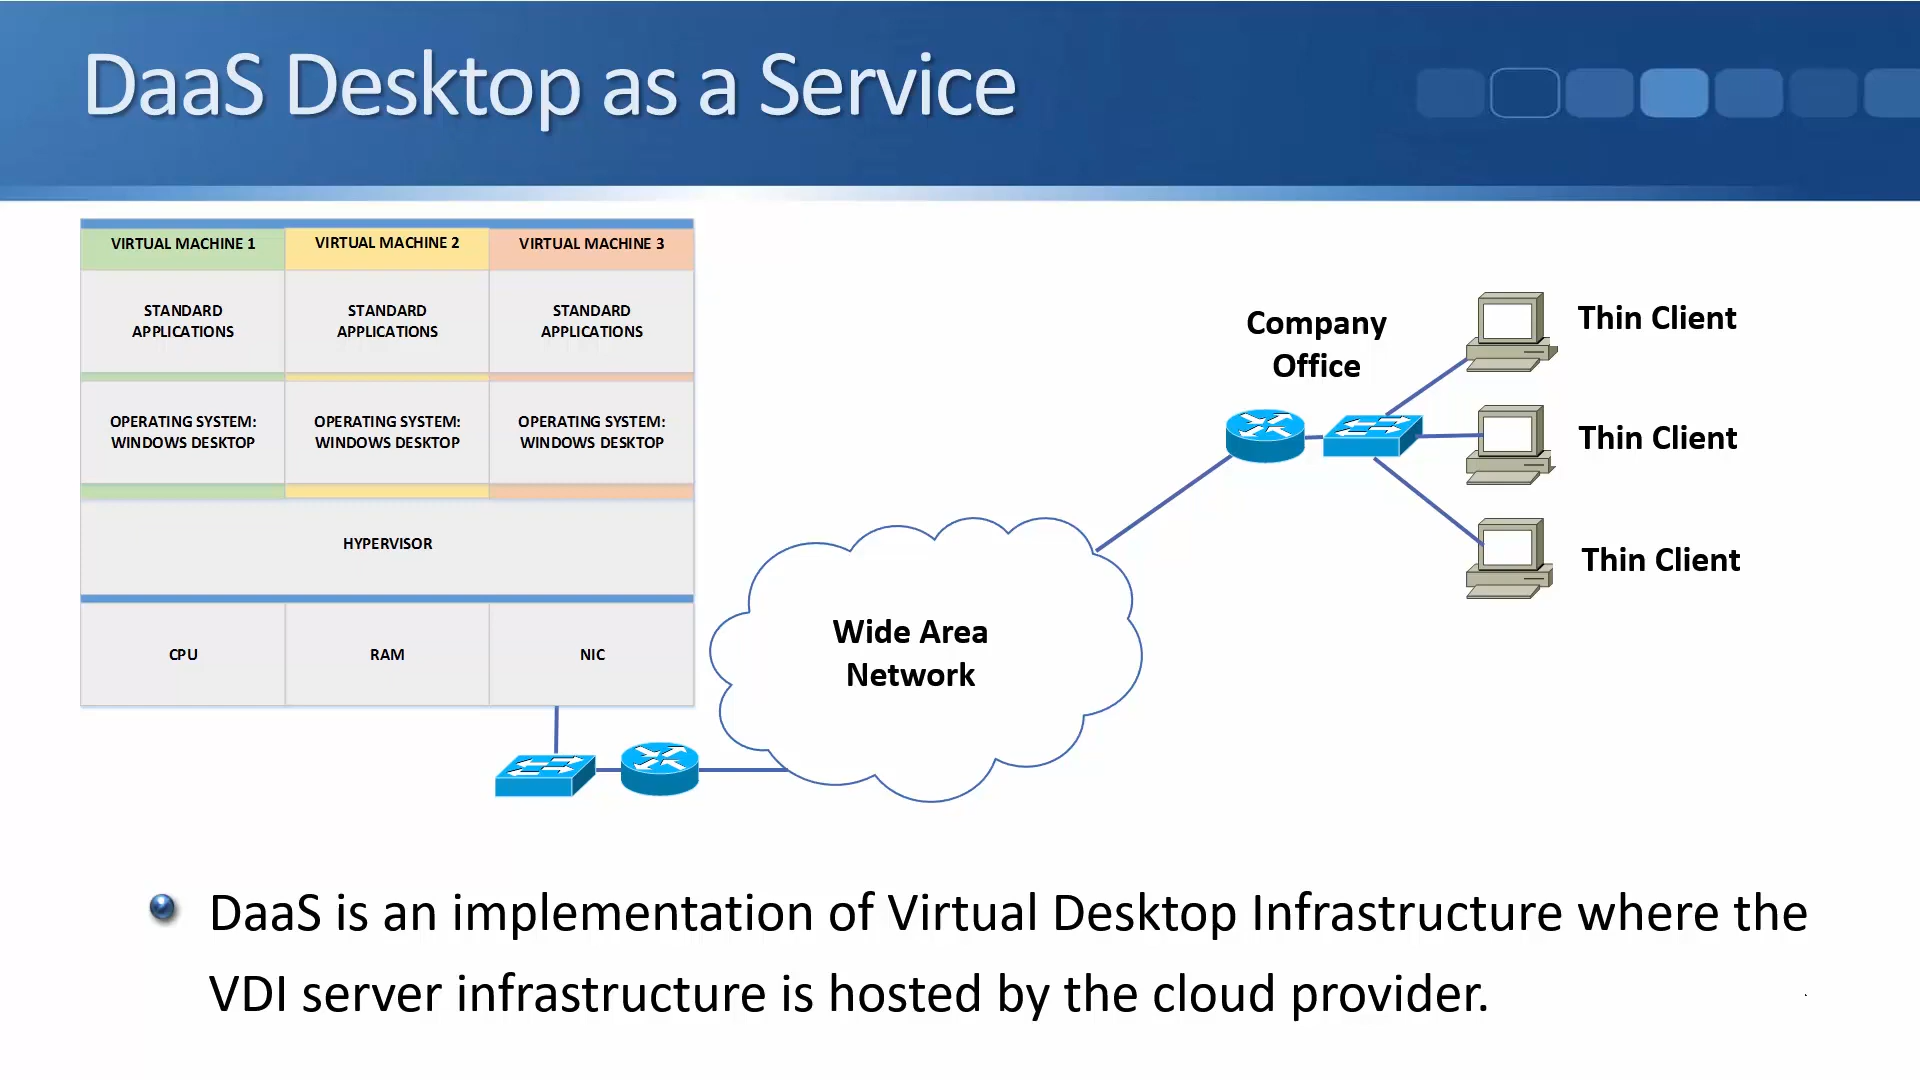 DaaS Desktop as a Service
VIRTUAL MACHINE 1
VIRTUAL MACHINE 2
VIRTUAL MACHINE 3
STANDARD
APPLICATIONS
STANDARD
APPLICATIONS
STANDARD
APPLICATIONS
OPERATING SYSTEM:
WINDOWS DESKTOP
OPERATING SYSTEM:
WINDOWS DESKTOP
OPERATING SYSTEM:
WINDOWS DESKTOP
HYPERVISOR
CPU
RAM
NIC
Wide Area
Network
Company
Office
Thin Client
Thin Client
Thin Client
DaaS is an implementation of Virtual Desktop Infrastructure where the
VDI server infrastructure is hosted by the cloud provider.